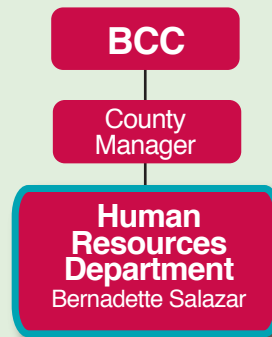 BCC
County
Manager
Human
Resources
Department
Bernadette Salazar